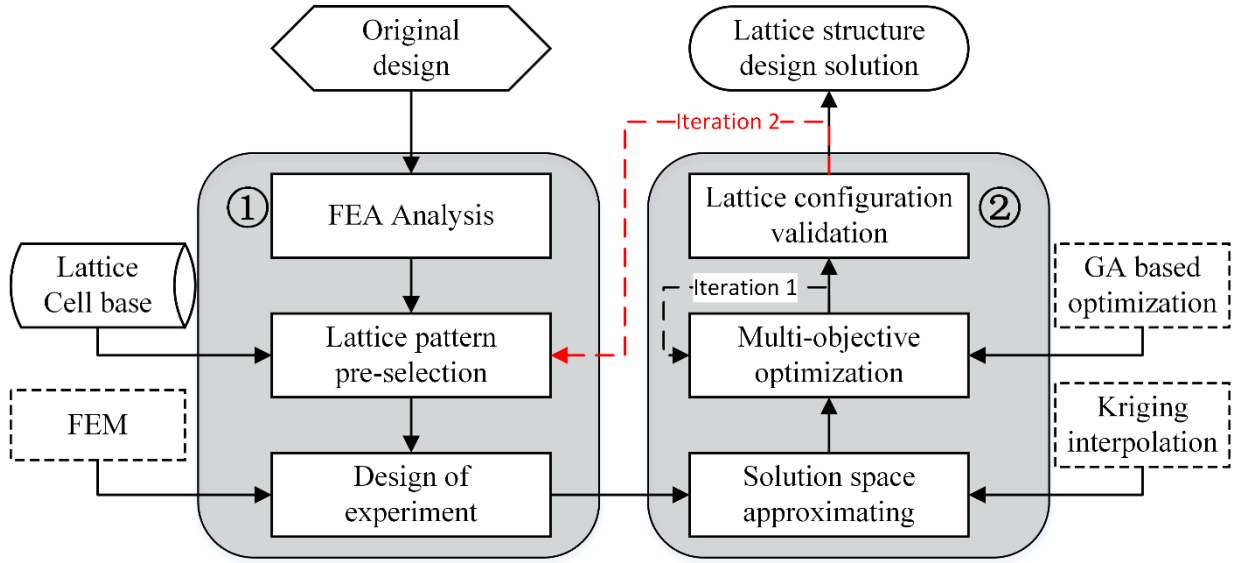 Original
design
Lattice structure
design solution
Iteration 2
①
FEA Analysis
Lattice configuration
validation
②
Lattice
Cell base
Iteration 1
GA based
optimization
Lattice pattern
pre-selection
Multi-objective
optimization
FEM
Kriging
interpolation
Design of
experiment
Solution space
approximating